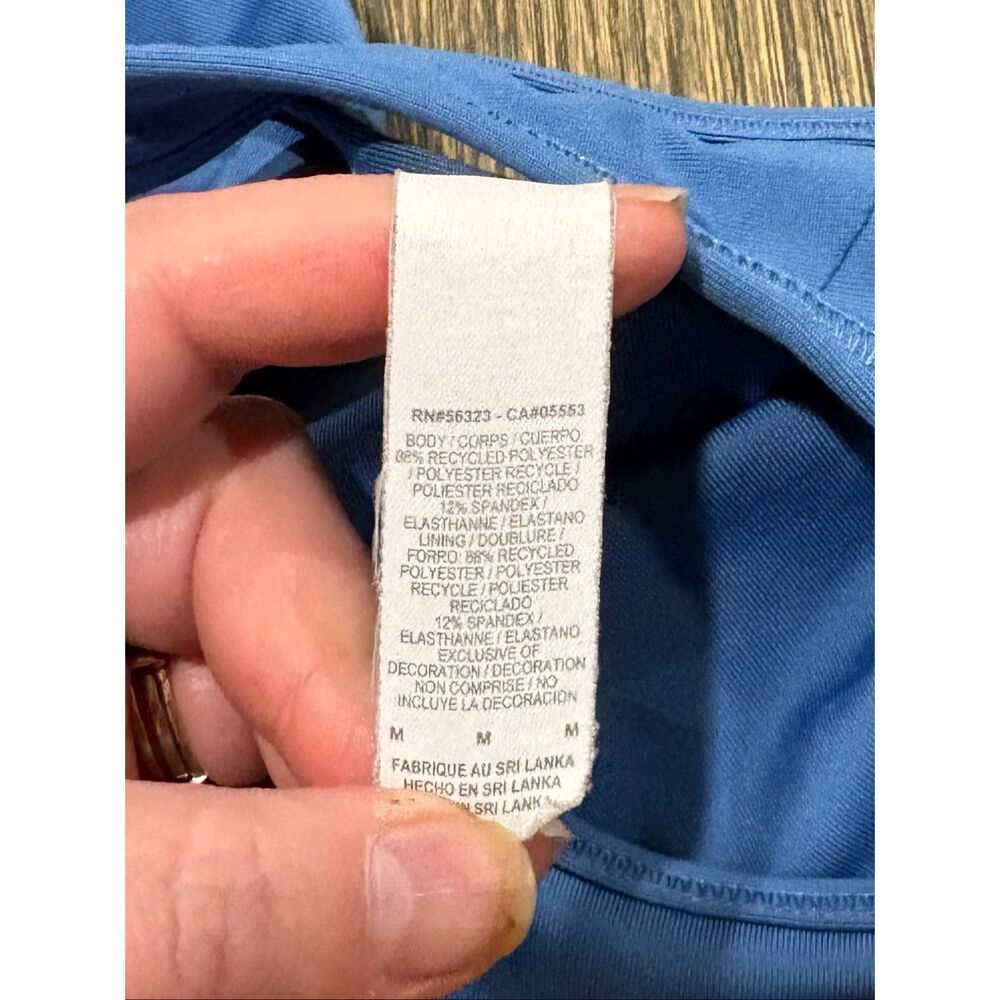 RN#56323 - CA#05553
BODY / CORPS / CUERPO
88% RECYCLED POLYESTER
/ POLYESTER RECYCLE /
POLIESTER RECICLADO
12% SPANDEX /
ELASTHANNE / ELASTANO
LINING / DOUBLURE /
FORRO: 88% RECYCLED
POLYESTER / POLYESTER
RECYCLE / POLIESTER
RECICLADO
12% SPANDEX /
ELASTHANNE / ELASTANO
EXCLUSIVE OF
DECORATION / DECORATION
NON COMPRISE / NO
INCLUYE LA DECORACION
M M M
FABRIQUE AU SRI LANKA
HECHO EN SRI LANKA
SRI LANKA